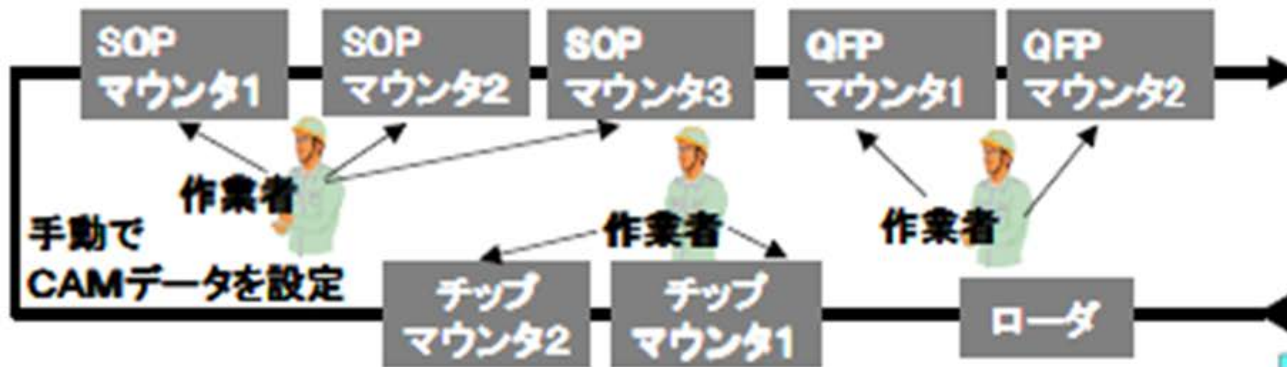 SOP
マウンタ1
SOP
マウンタ2
SOP
マウンタ3
QFP
マウンタ1
QFP
マウンタ2
作業者
作業者
作業者
手動で
CAMデータを設定
チップ
マウンタ2
チップ
マウンタ1
ローダ